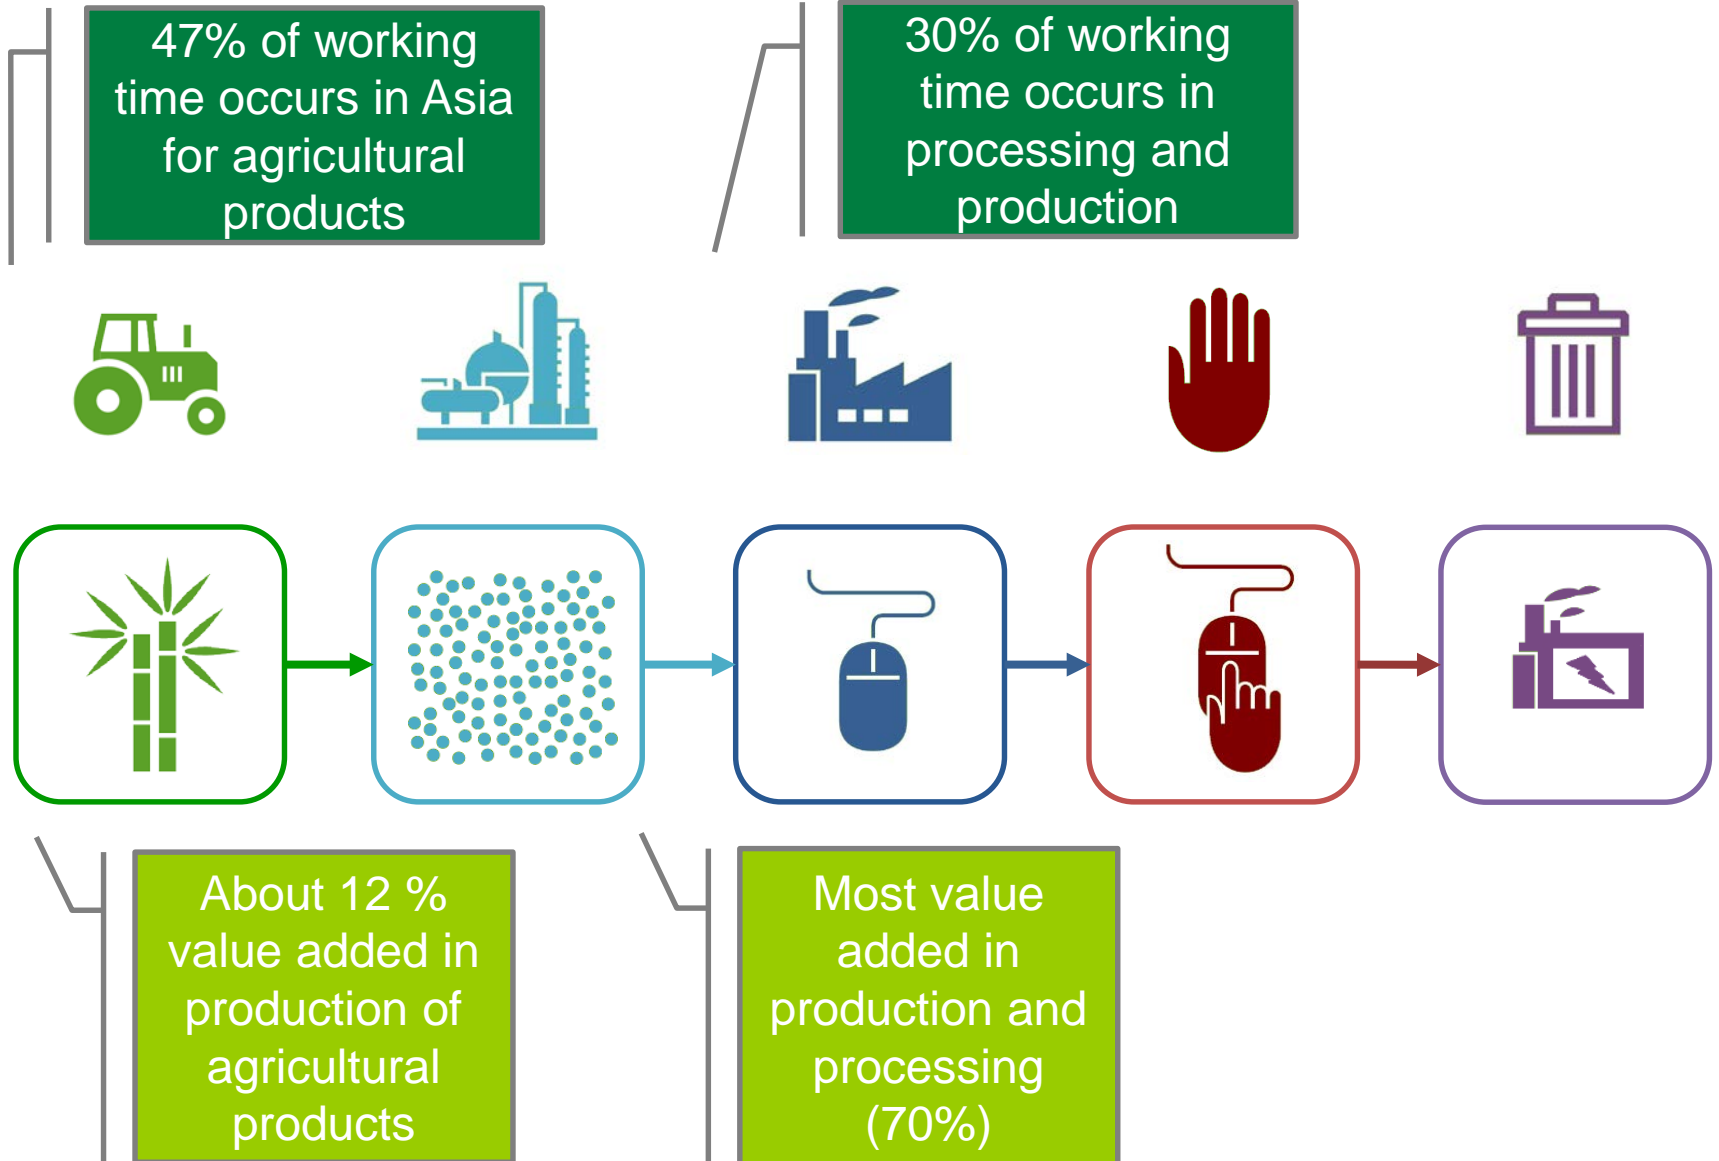 47% of working
time occurs in Asia
for agricultural
products
30% of working
time occurs in
processing and
production
About 12 %
value added in
production of
agricultural
products
Most value
added in
production and
processing
(70%)